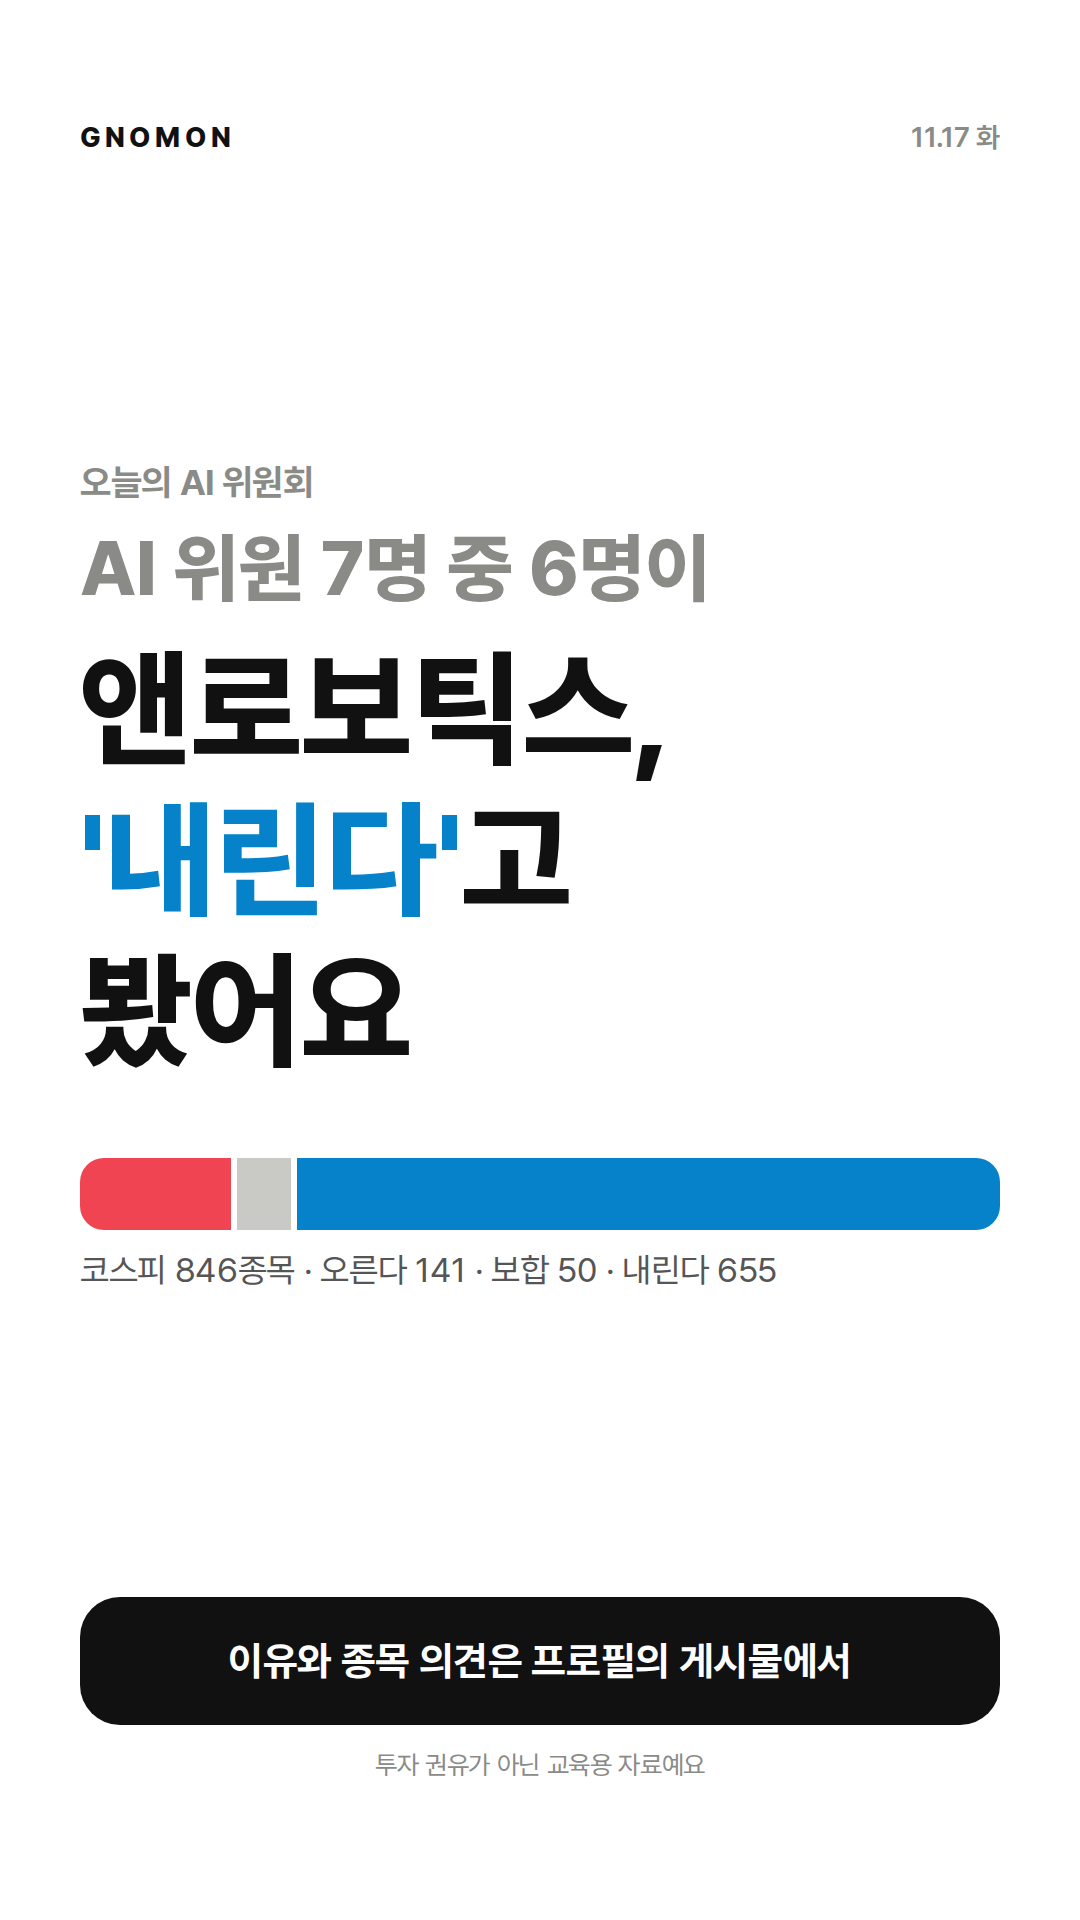 GNOMON
11.17 화
오늘의 AI 위원회
AI 위원 7명 중 6명이
앤로보틱스,
'내린다'고
봤어요
코스피 846종목 · 오른다 141 · 보합 50 · 내린다 655
이유와 종목 의견은 프로필의 게시물에서
투자 권유가 아닌 교육용 자료예요